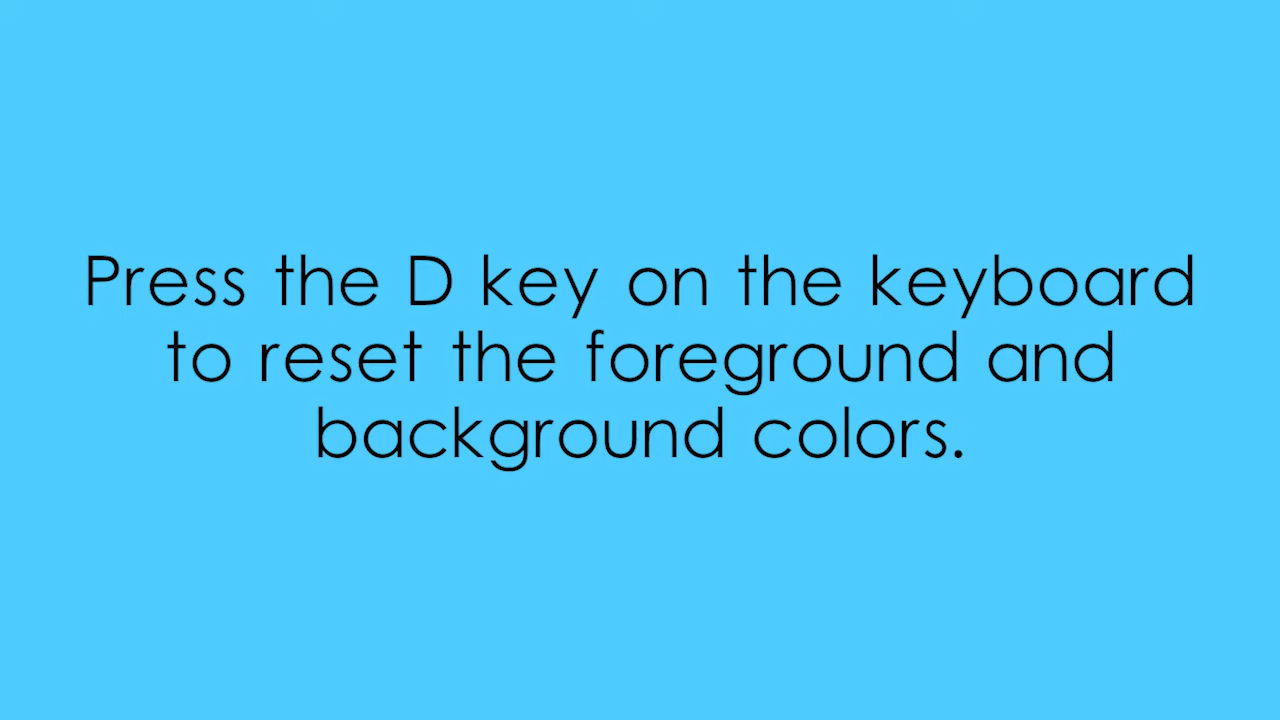 Press the D key on the keyboard
to reset the foreground and
background colors.